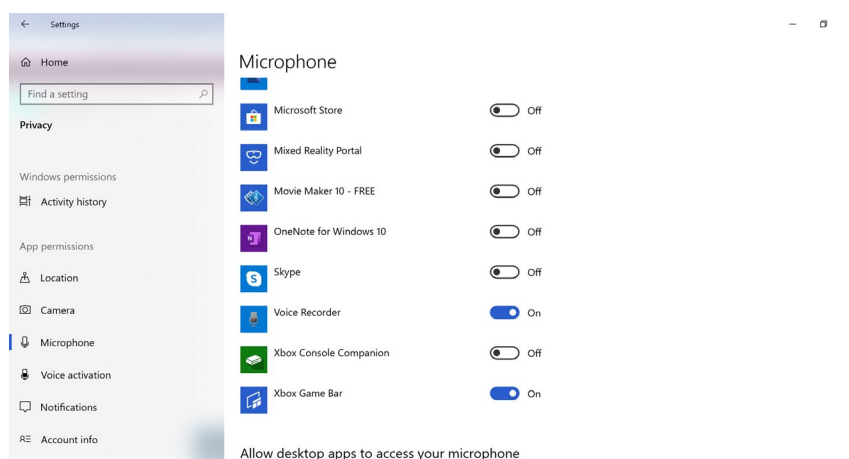 Settings
Home
Find a setting
Privacy
Windows permissions
Activity history
App permissions
Location
Camera
Microphone
Voice activation
Notifications
Account info
Microphone
Microsoft Store Off
Mixed Reality Portal Off
Movie Maker 10 - FREE Off
OneNote for Windows 10 Off
Skype Off
Voice Recorder On
Xbox Console Companion Off
Xbox Game Bar On
Allow desktop apps to access your microphone